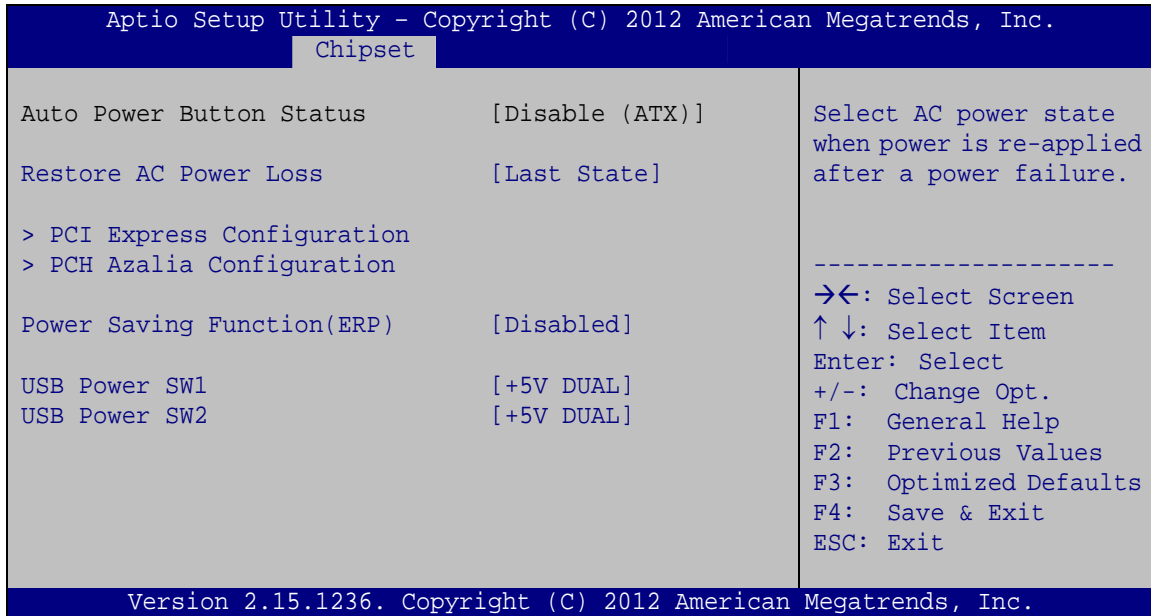 Aptio Setup Utility – Copyright (C) 2012 American Megatrends, Inc.
Chipset
Auto Power Button Status [Disable (ATX)]
Restore AC Power Loss [Last State]
> PCI Express Configuration
> PCH Azalia Configuration
Power Saving Function(ERP) [Disabled]
USB Power SW1 [+5V DUAL]
USB Power SW2 [+5V DUAL]
Select AC power state
when power is re-applied
after a power failure.
---------------------
→←: Select Screen
↑ ↓: Select Item
Enter: Select
+/-: Change Opt.
F1: General Help
F2: Previous Values
F3: Optimized Defaults
F4: Save & Exit
ESC: Exit
Version 2.15.1236. Copyright (C) 2012 American Megatrends, Inc.